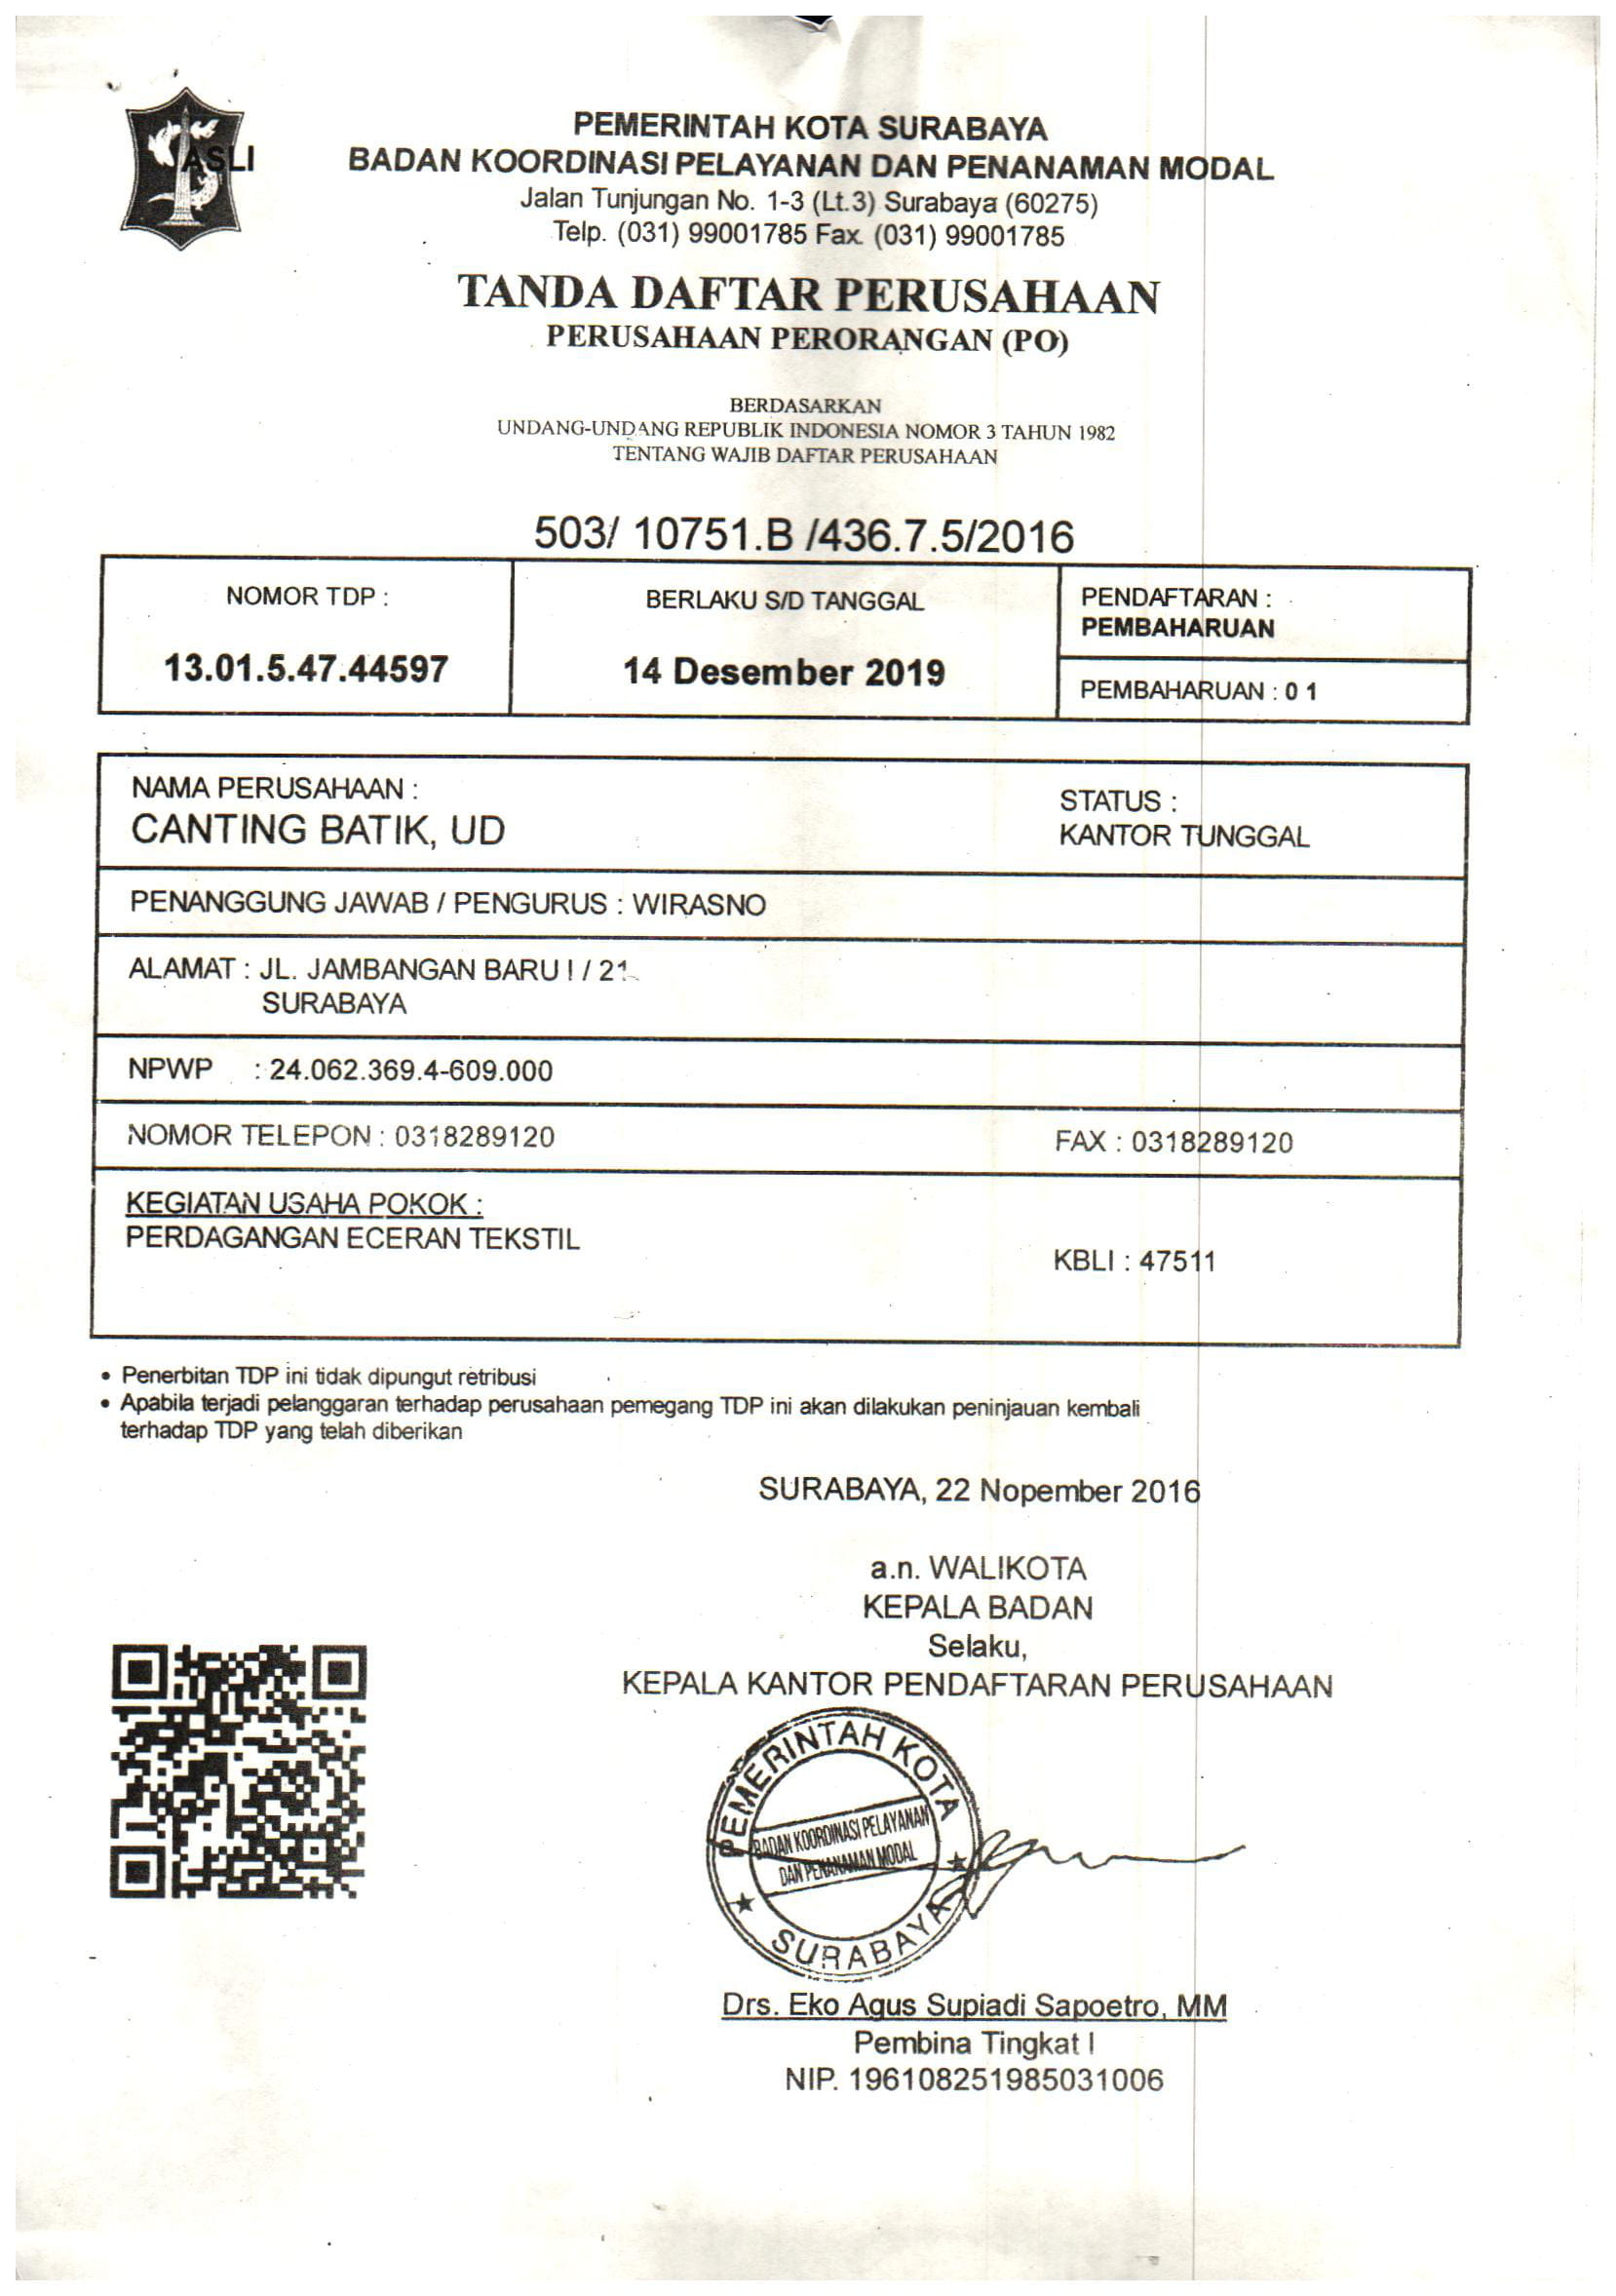 ASLI
PEMERINTAH KOTA SURABAYA
BADAN KOORDINASI PELAYANAN DAN PENANAMAN MODAL
Jalan Tunjungan No. 1-3 (Lt.3) Surabaya (60275)
Telp. (031) 99001785 Fax. (031) 99001785
TANDA DAFTAR PERUSAHAAN
PERUSAHAAN PERORANGAN (PO)
BERDASARKAN
UNDANG-UNDANG REPUBLIK INDONESIA NOMOR 3 TAHUN 1982
TENTANG WAJIB DAFTAR PERUSAHAAN
503/ 10751.B /436.7.5/2016
NOMOR TDP :
13.01.5.47.44597
BERLAKU S/D TANGGAL
14 Desember 2019
PENDAFTARAN :
PEMBAHARUAN
PEMBAHARUAN : 0 1
NAMA PERUSAHAAN :
CANTING BATIK, UD
STATUS :
KANTOR TUNGGAL
PENANGGUNG JAWAB / PENGURUS : WIRASNO
ALAMAT : JL. JAMBANGAN BARU I / 21
SURABAYA
NPWP : 24.062.369.4-609.000
NOMOR TELEPON : 0318289120 FAX : 0318289120
KEGIATAN USAHA POKOK :
PERDAGANGAN ECERAN TEKSTIL
KBLI : 47511
• Penerbitan TDP ini tidak dipungut retribusi
• Apabila terjadi pelanggaran terhadap perusahaan pemegang TDP ini akan dilakukan peninjauan kembali
terhadap TDP yang telah diberikan
SURABAYA, 22 Nopember 2016
a.n. WALIKOTA
KEPALA BADAN
Selaku,
KEPALA KANTOR PENDAFTARAN PERUSAHAAN
PEMERINTAH KOTA
BADAN KOORDINASI PELAYANAN
DAN PENANAMAN MODAL
SURABAYA
Drs. Eko Agus Supiadi Sapoetro, MM
Pembina Tingkat I
NIP. 196108251985031006